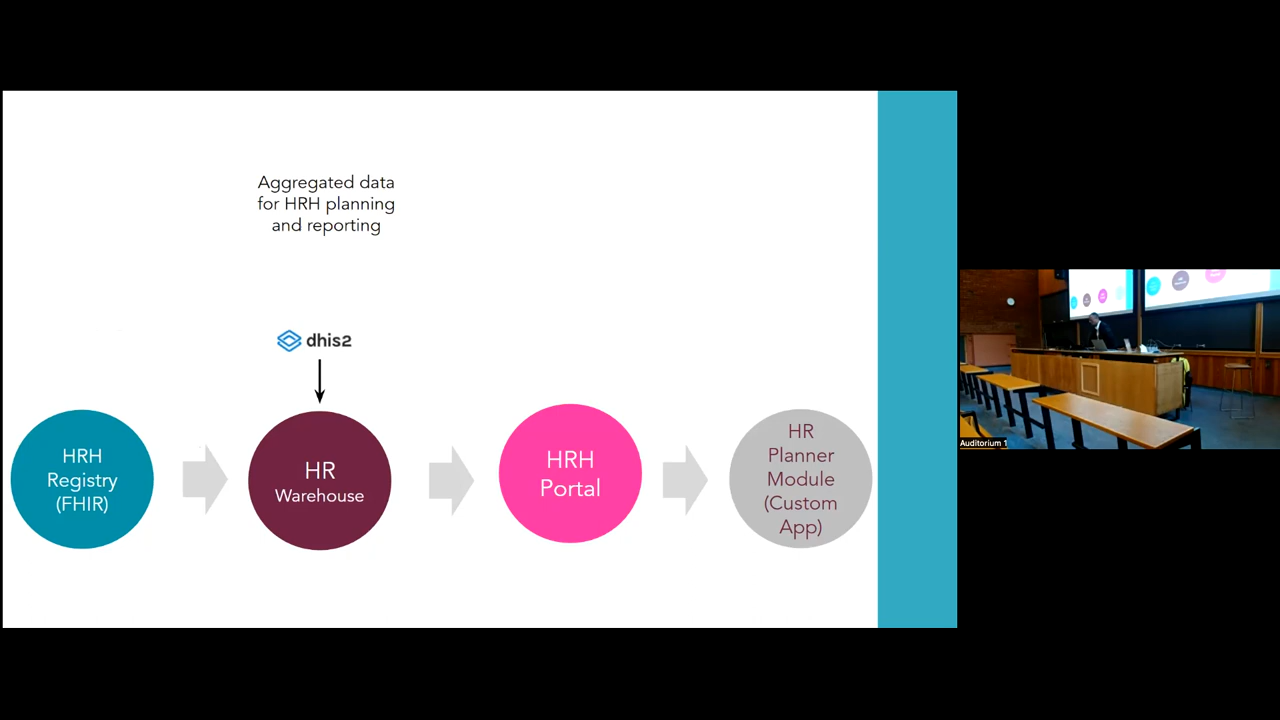 Aggregated data
for HRH planning
and reporting
dhis2
HRH
Registry
(FHIR)
HR
Warehouse
HRH
Portal
HR
Planner
Module
(Custom
App)
Auditorium 1